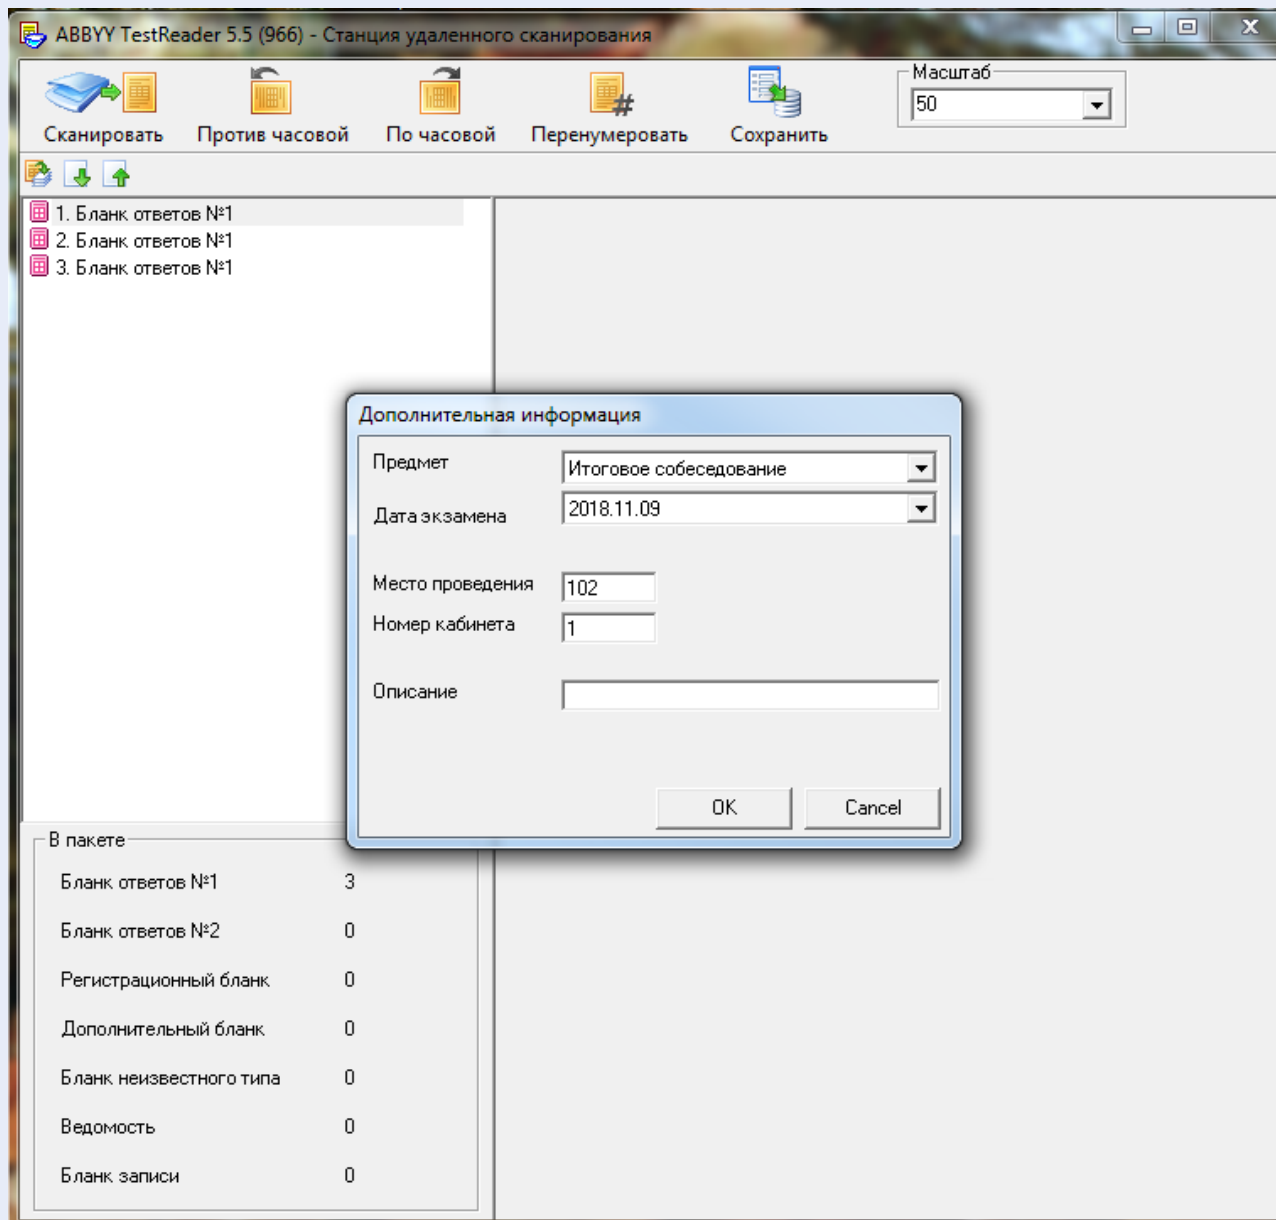 ABBYY TestReader 5.5 (966) - Станция удаленного сканирования
Сканировать Против часовой По часовой Перенумеровать Сохранить
Масштаб
50
1. Бланк ответов №1
2. Бланк ответов №1
3. Бланк ответов №1
Дополнительная информация
Предмет Итоговое собеседование
Дата экзамена 2018.11.09
Место проведения 102
Номер кабинета 1
Описание
OK Cancel
В пакете
Бланк ответов №1 3
Бланк ответов №2 0
Регистрационный бланк 0
Дополнительный бланк 0
Бланк неизвестного типа 0
Ведомость 0
Бланк записи 0